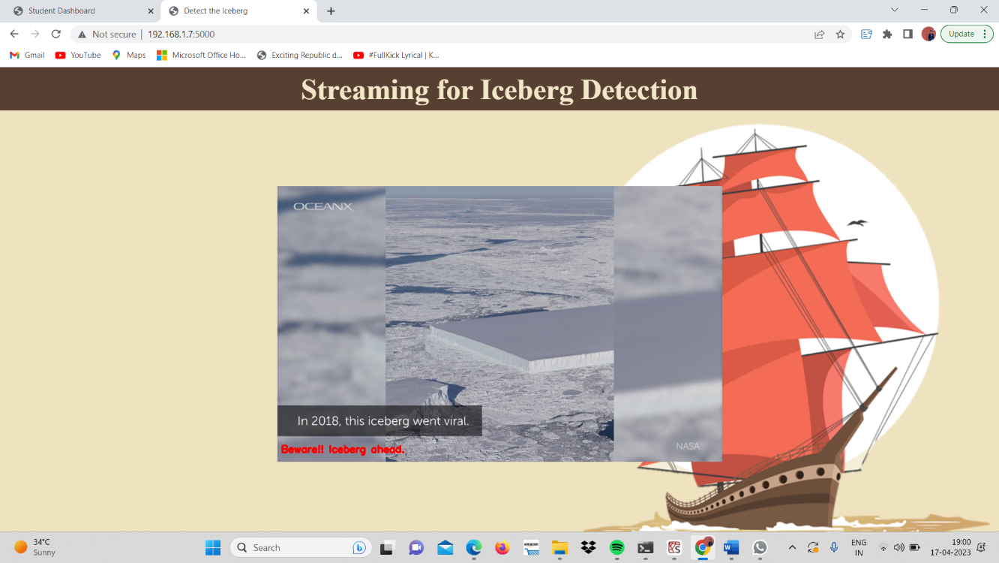 Student Dashboard
Detect the Iceberg
Not secure | 192.168.1.7:5000
Update
Gmail
YouTube
Maps
Microsoft Office Ho...
Exciting Republic d...
#FullKick Lyrical | K...
Streaming for Iceberg Detection
OCEANX
In 2018, this iceberg went viral.
Beware!! Iceberg ahead.
NASA
34°C
Sunny
Search
amazon
ENG
IN
19:00
17-04-2023